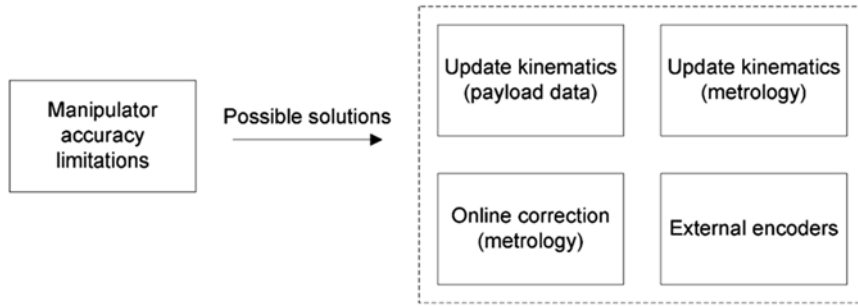 Manipulator
accuracy
limitations
Possible solutions
Update kinematics
(payload data)
Update kinematics
(metrology)
Online correction
(metrology)
External encoders